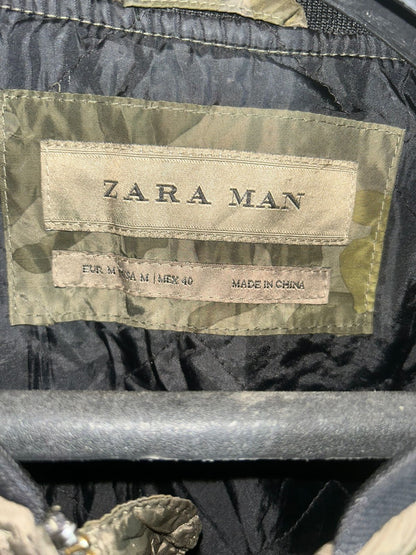 ZARA MAN
EUR M | USA M | MEX 40 MADE IN CHINA